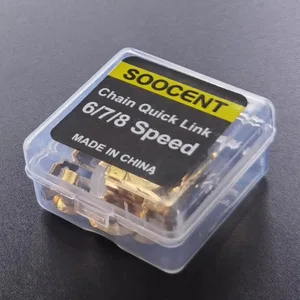 SOOCENT
Chain Quick Link
6/7/8 Speed
MADE IN CHINA